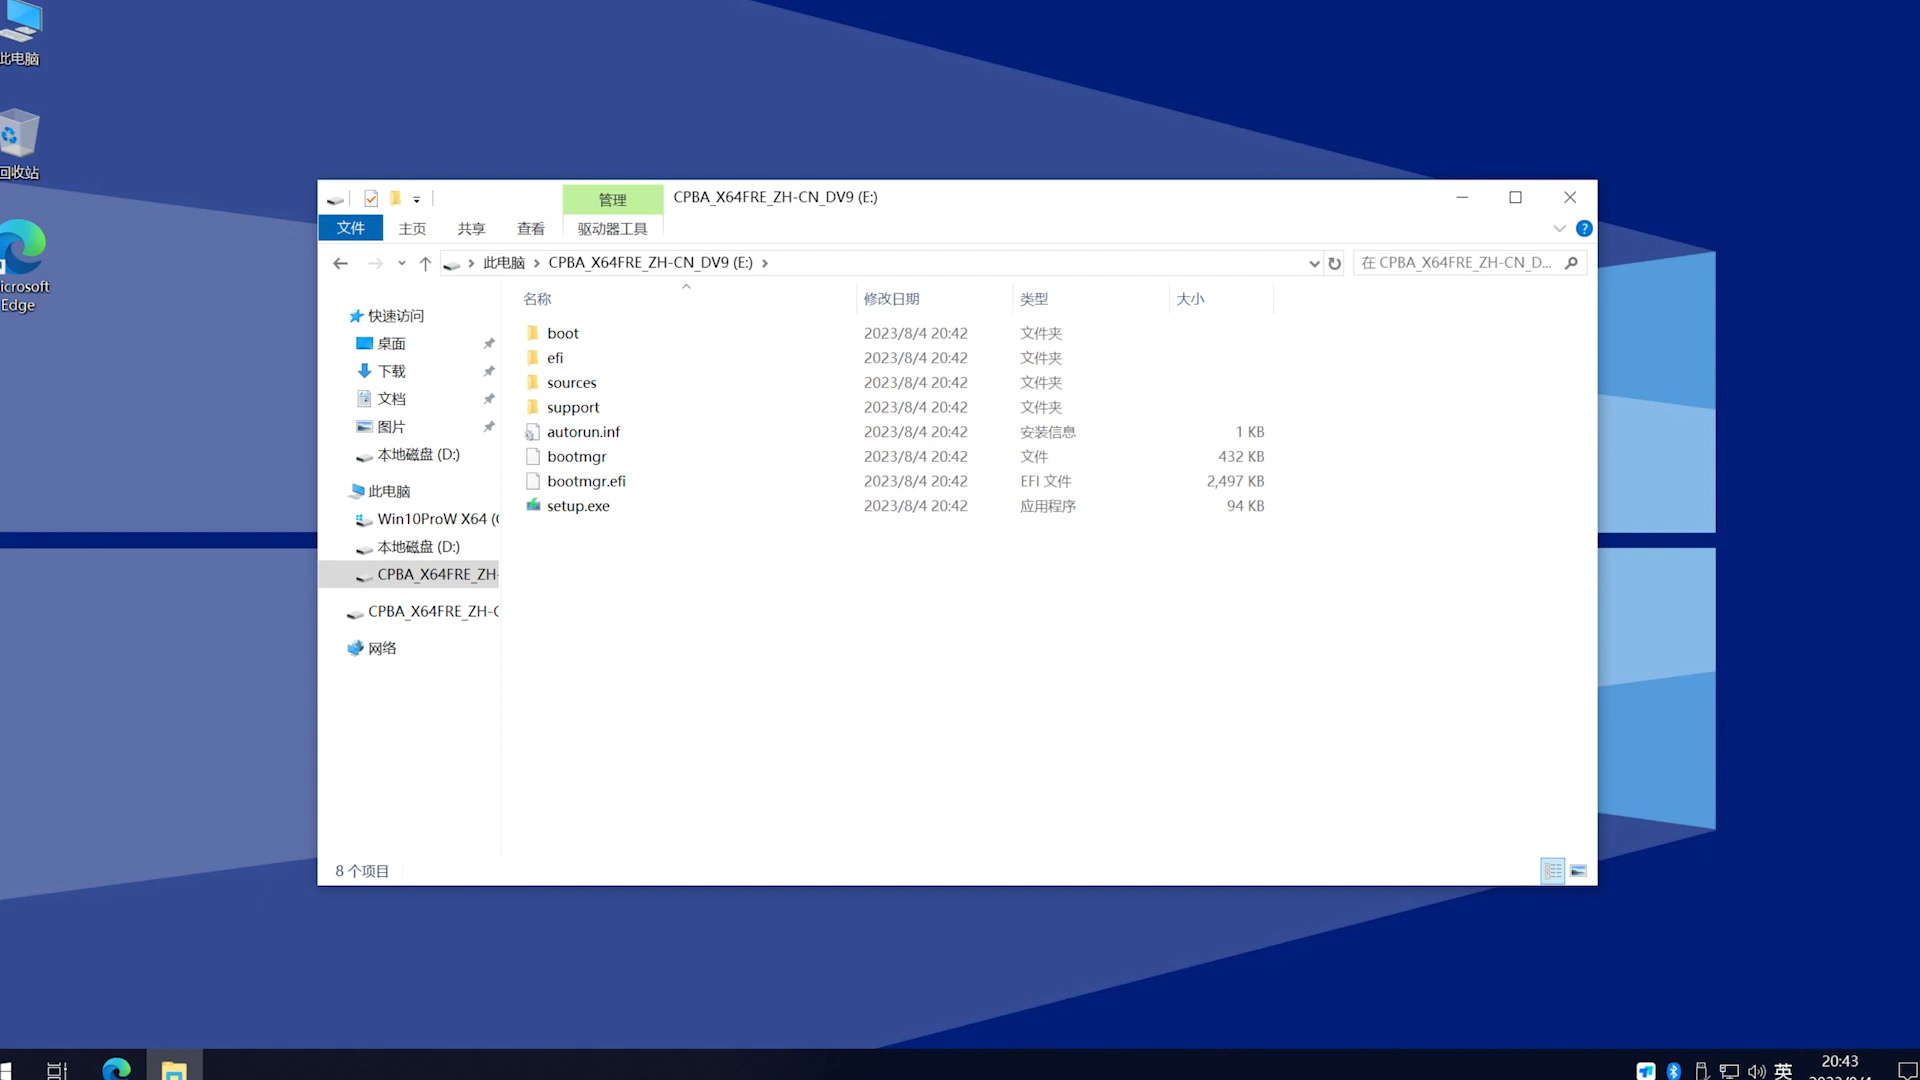 此电脑
回收站
icrosoft
Edge
管理
CPBA_X64FRE_ZH-CN_DV9 (E:)
文件
主页
共享
查看
驱动器工具
此电脑
CPBA_X64FRE_ZH-CN_DV9 (E:)
在 CPBA_X64FRE_ZH-CN_D...
名称
修改日期
类型
大小
快速访问
桌面
下载
文档
图片
本地磁盘 (D:)
此电脑
Win10ProW X64 (
本地磁盘 (D:)
CPBA_X64FRE_ZH-
CPBA_X64FRE_ZH-C
网络
boot 2023/8/4 20:42 文件夹
efi 2023/8/4 20:42 文件夹
sources 2023/8/4 20:42 文件夹
support 2023/8/4 20:42 文件夹
autorun.inf 2023/8/4 20:42 安装信息 1 KB
bootmgr 2023/8/4 20:42 文件 432 KB
bootmgr.efi 2023/8/4 20:42 EFI 文件 2,497 KB
setup.exe 2023/8/4 20:42 应用程序 94 KB
8 个项目
英
20:43
2023/8/4